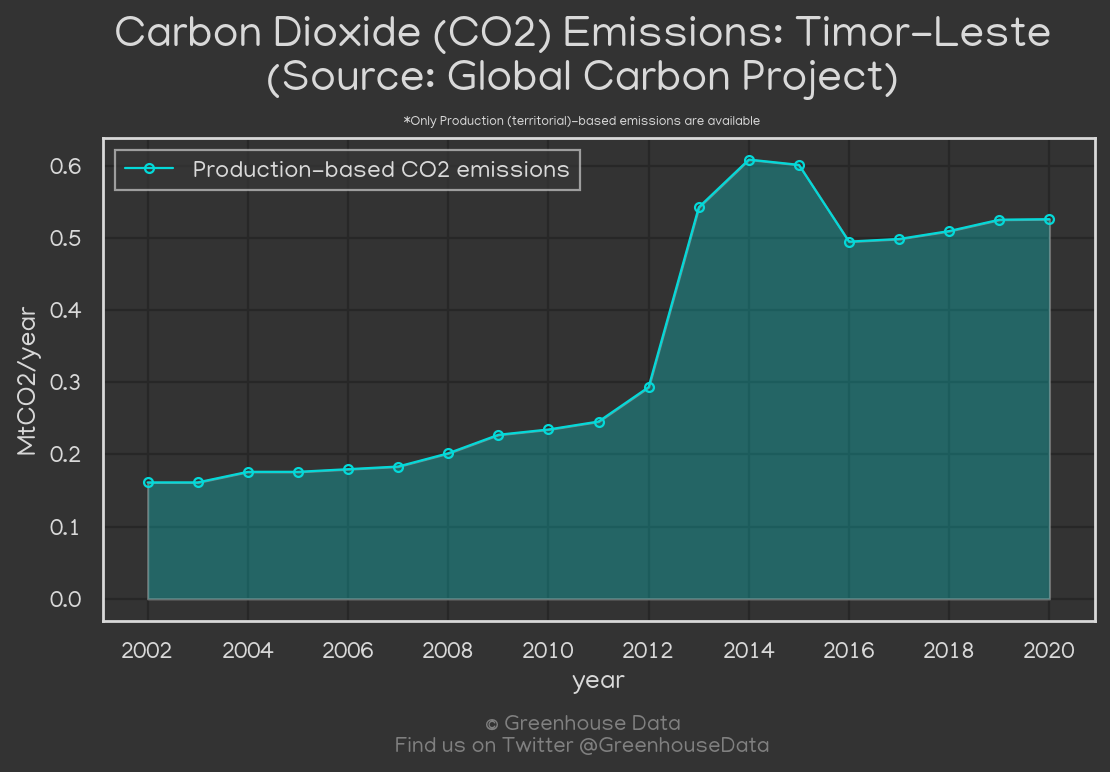 Carbon Dioxide (CO2) Emissions: Timor-Leste
(Source: Global Carbon Project)
*Only Production (territorial)-based emissions are available
Production-based CO2 emissions
0.6
0.5
0.4
0.3
0.2
0.1
0.0
MtCO2/year
2002 2004 2006 2008 2010 2012 2014 2016 2018 2020
year
© Greenhouse Data
Find us on Twitter @GreenhouseData